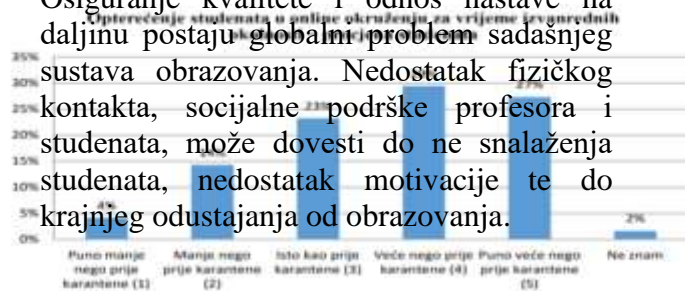 Osiguranje kvalitete i odnos nastave na
Opterećenje studenata u online okruženju za vrijeme izvanrednih
daljinu postaju globalni problem sadašnjeg
sustava obrazovanja. Nedostatak fizičkog
kontakta, socijalne podrške profesora i
studenata, može dovesti do ne snalaženja
studenata, nedostatak motivacije te do
krajnjeg odustajanja od obrazovanja.
35%
30%
25%
20%
15%
10%
5%
0%
4%
23%
27%
2%
Puno manje nego prije karantene (1)
Manje nego prije karantene (2)
Isto kao prije karantene (3)
Veće nego prije karantene (4)
Puno veće nego prije karantene (5)
Ne znam